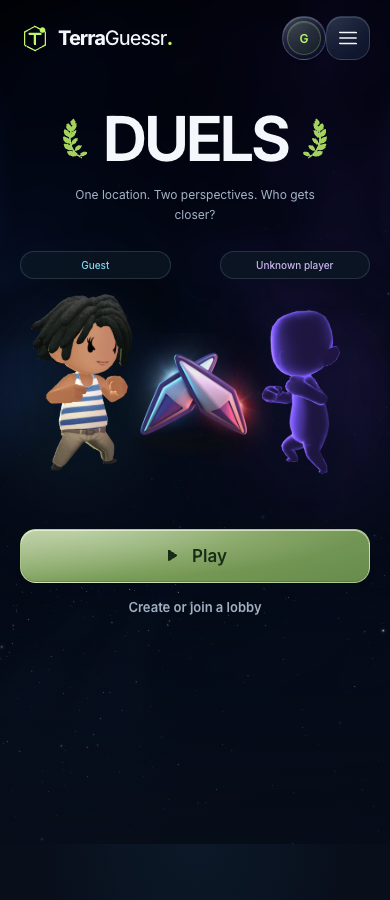 TerraGuessr.
G
DUELS
One location. Two perspectives. Who gets
closer?
Guest
Unknown player
Play
Create or join a lobby